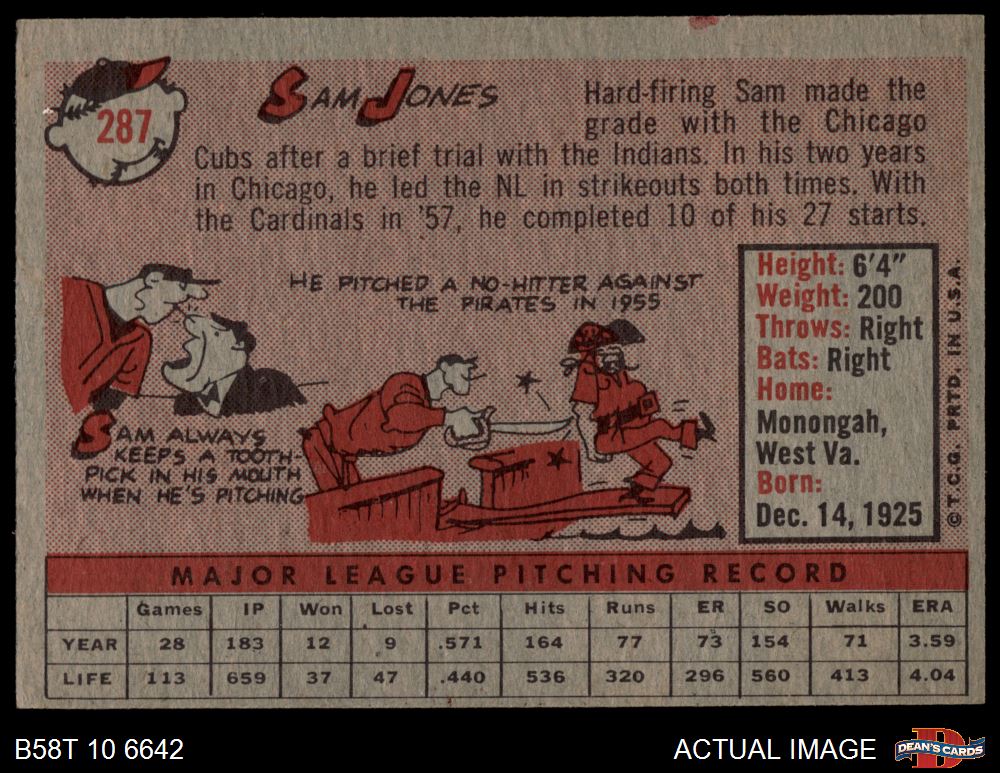 287
SAM JONES
Hard-firing Sam made the
grade with the Chicago
Cubs after a brief trial with the Indians. In his two years
in Chicago, he led the NL in strikeouts both times. With
the Cardinals in '57, he completed 10 of his 27 starts.
HE PITCHED A NO-HITTER AGAINST
THE PIRATES IN 1955
SAM ALWAYS
KEEPS A TOOTH-
PICK IN HIS MOUTH
WHEN HE'S PITCHING
Height: 6'4"
Weight: 200
Throws: Right
Bats: Right
Home:
Monongah,
West Va.
Born:
Dec. 14, 1925
© T.C.G. PRTD. IN U.S.A.
MAJOR LEAGUE PITCHING RECORD
Games IP Won Lost Pct Hits Runs ER SO Walks ERA
YEAR 28 183 12 9 .571 164 77 73 154 71 3.59
LIFE 113 659 37 47 .440 536 320 296 560 413 4.04
B58T 10 6642
ACTUAL IMAGE
D
DEAN'S CARDS